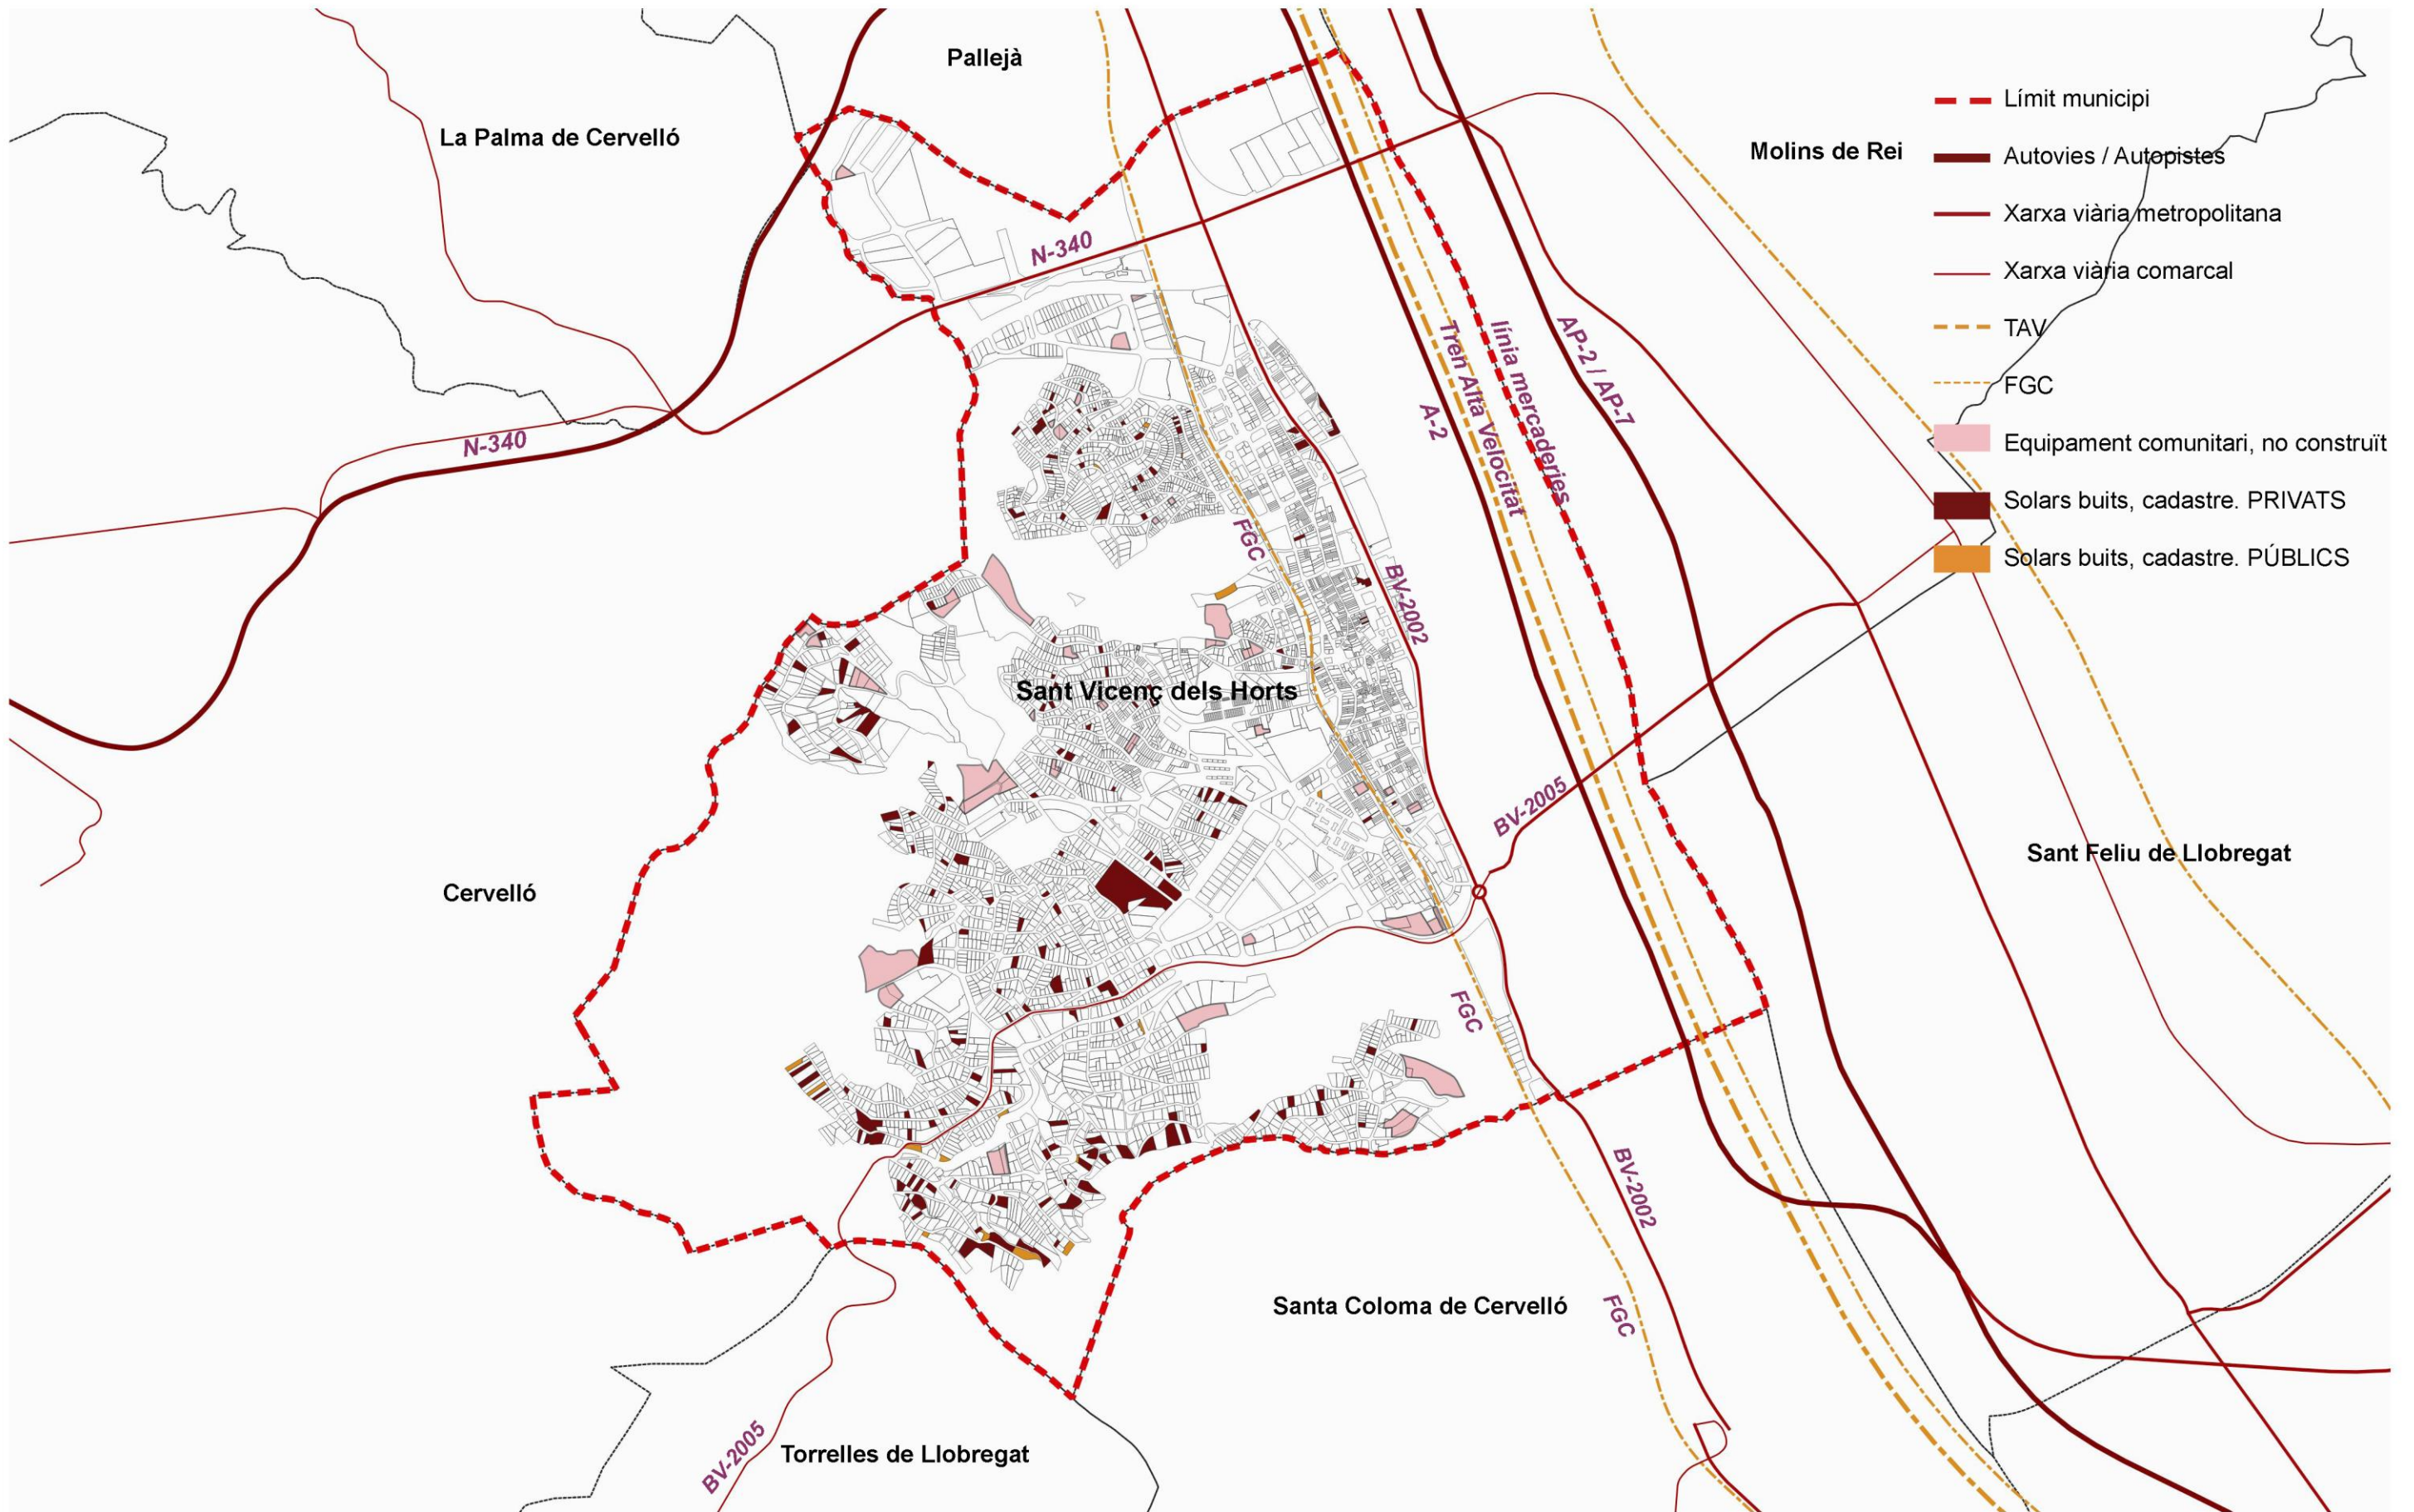 Pallejà
La Palma de Cervelló
Molins de Rei
Límit municipi
Autovies / Autopistes
Xarxa viària metropolitana
Xarxa viària comarcal
TAV
FGC
Equipament comunitari, no construït
Solars buits, cadastre. PRIVATS
Solars buits, cadastre. PÚBLICS
N-340
N-340
A-2
Tren Alta Velocitat
línia mercaderies
AP-2 / AP-7
FGC
BV-2002
Sant Vicenç dels Horts
BV-2005
Sant Feliu de Llobregat
Cervelló
FGC
BV-2002
Santa Coloma de Cervelló
FGC
BV-2005
Torrelles de Llobregat